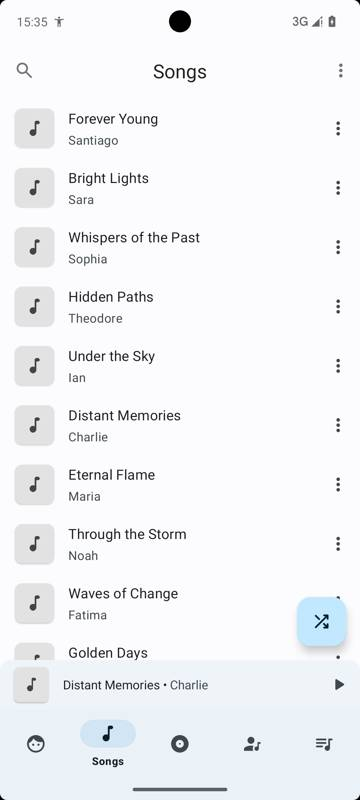 15:35
3G
Songs
Forever Young
Santiago
Bright Lights
Sara
Whispers of the Past
Sophia
Hidden Paths
Theodore
Under the Sky
Ian
Distant Memories
Charlie
Eternal Flame
Maria
Through the Storm
Noah
Waves of Change
Fatima
Golden Days
Distant Memories • Charlie
Songs